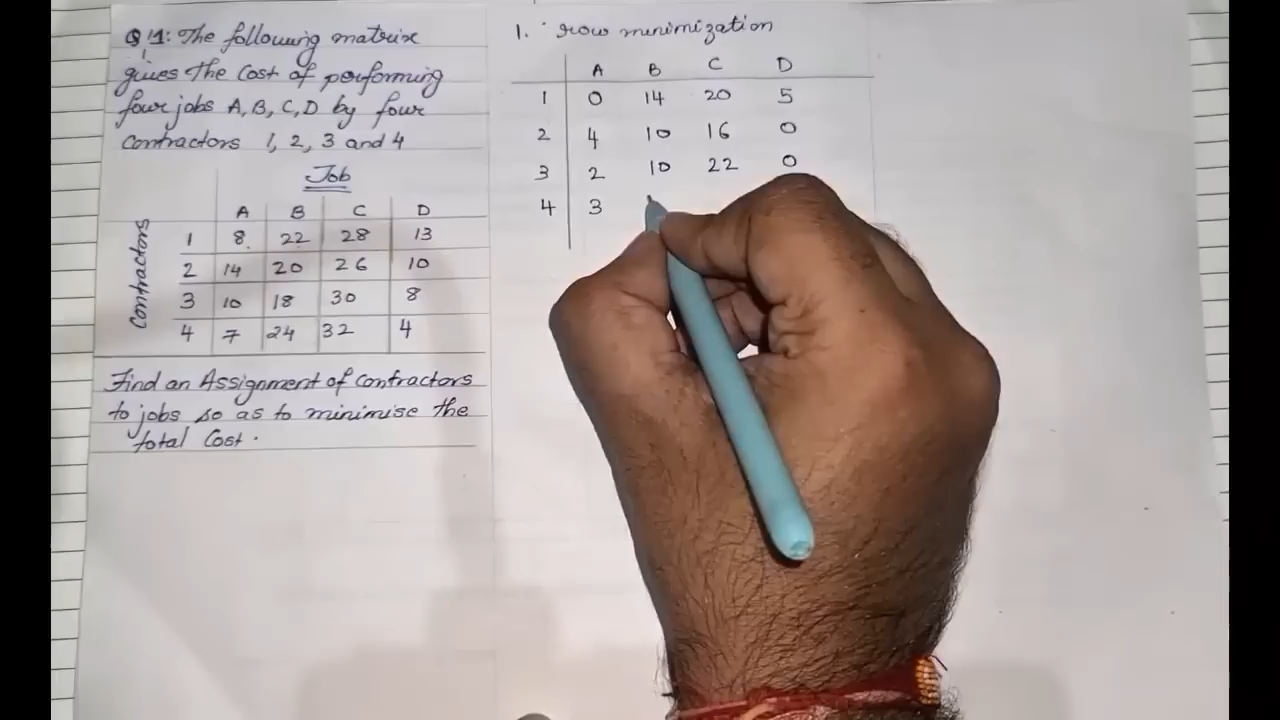 Q 1: The following matrix
gives the Cost of performing
four jobs A, B, C, D by four
contractors 1, 2, 3 and 4
Job
A B C D
Contractors
1 8 22 28 13
2 14 20 26 10
3 10 18 30 8
4 7 24 32 4
Find an Assignment of contractors
to jobs so as to minimise the
total Cost.
1. row minimization
A B C D
1 0 14 20 5
2 4 10 16 0
3 2 10 22 0
4 3